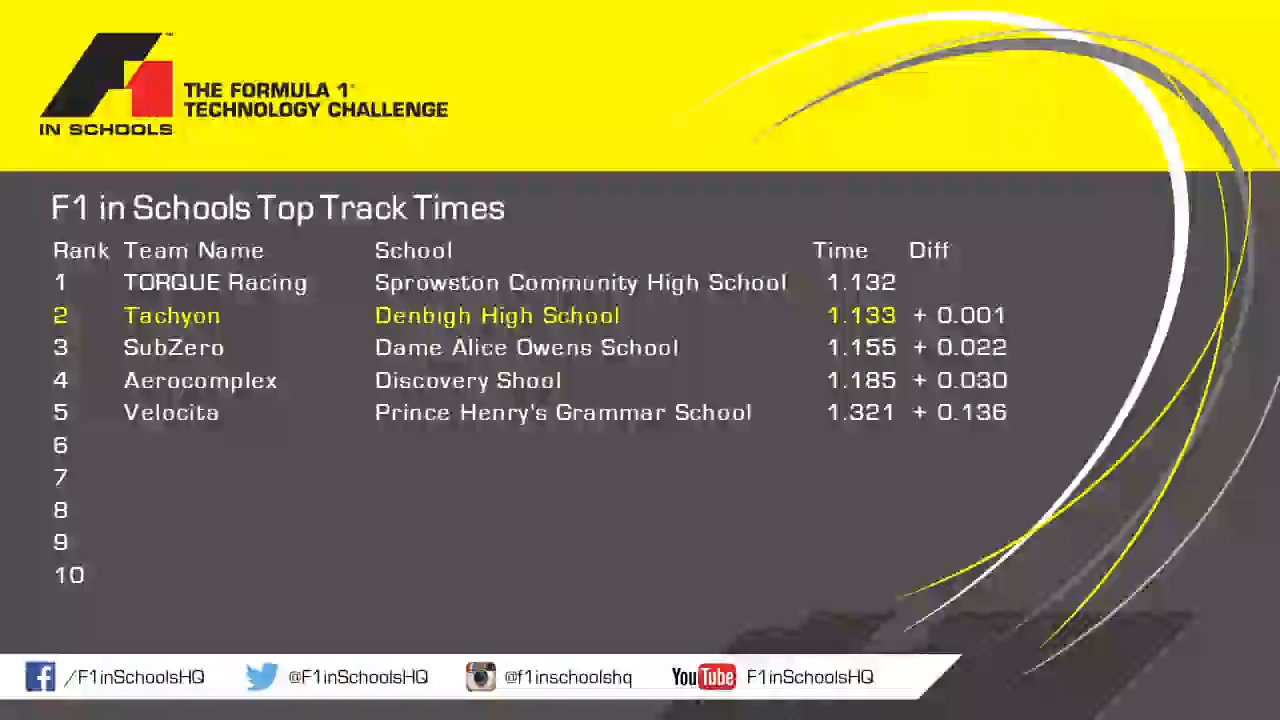 F1™
IN SCHOOLS
THE FORMULA 1®
TECHNOLOGY CHALLENGE
F1 in Schools Top Track Times
Rank Team Name School Time Diff
1 TORQUE Racing Sprowston Community High School 1.132
2 Tachyon Denbigh High School 1.133 + 0.001
3 SubZero Dame Alice Owens School 1.155 + 0.022
4 Aerocomplex Discovery Shool 1.185 + 0.030
5 Velocita Prince Henry's Grammar School 1.321 + 0.136
6
7
8
9
10
/F1inSchoolsHQ @F1inSchoolsHQ @f1inschoolshq YouTube F1inSchoolsHQ